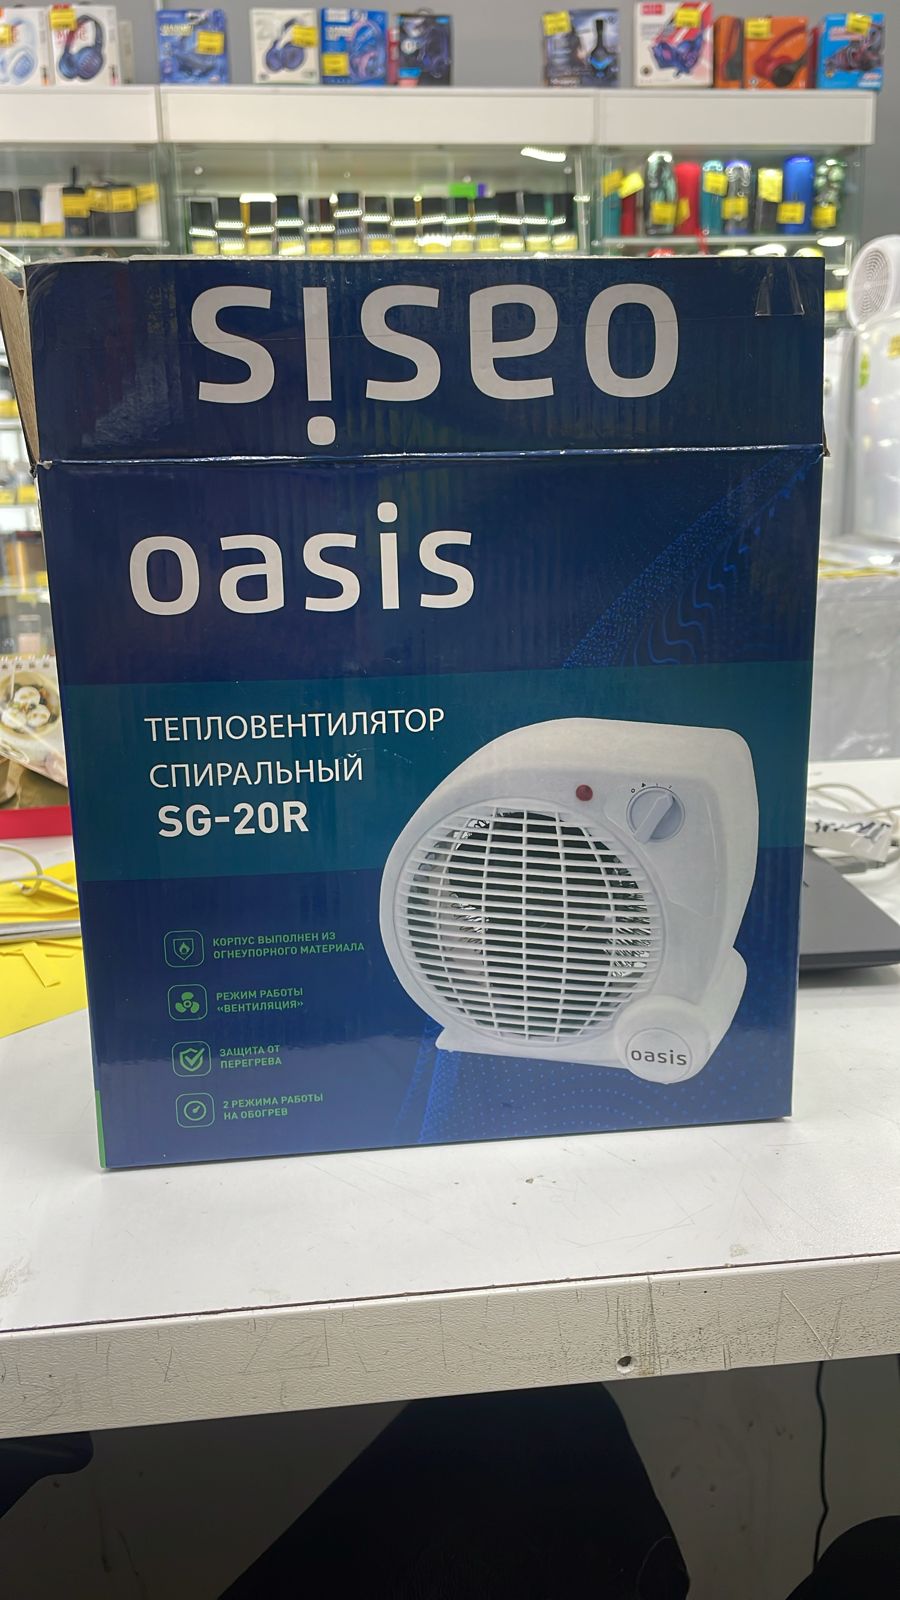 oasis
oasis
ТЕПЛОВЕНТИЛЯТОР
СПИРАЛЬНЫЙ
SG-20R
КОРПУС ВЫПОЛНЕН ИЗ
ОГНЕУПОРНОГО МАТЕРИАЛА
РЕЖИМ РАБОТЫ
«ВЕНТИЛЯЦИЯ»
ЗАЩИТА ОТ
ПЕРЕГРЕВА
2 РЕЖИМА РАБОТЫ
НА ОБОГРЕВ
oasis